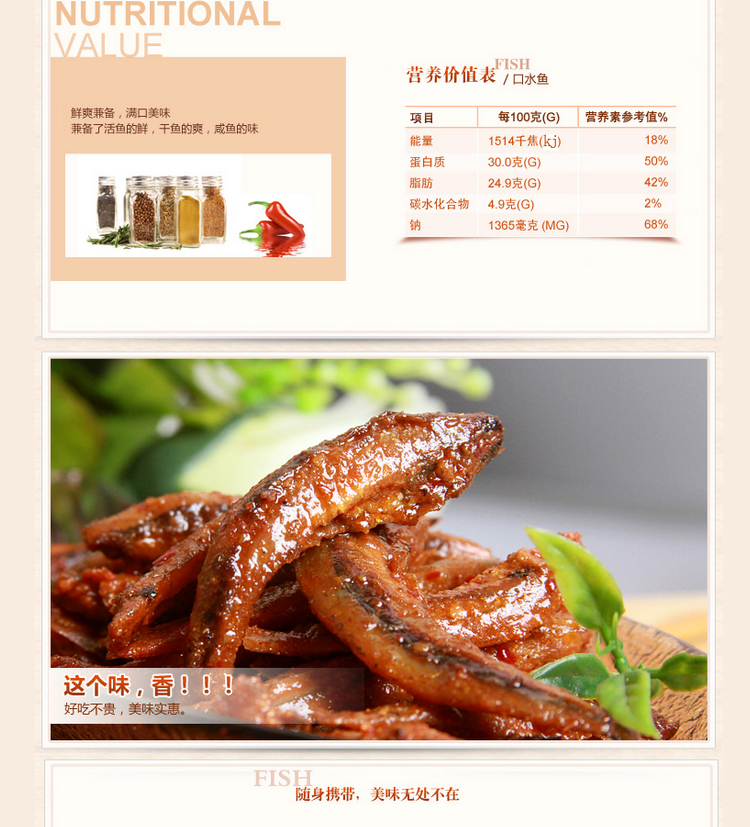 NUTRITIONAL
VALUE
鲜爽兼备，满口美味
兼备了活鱼的鲜，干鱼的爽，咸鱼的味
FISH
营养价值表 / 口水鱼
项目 每100克(G) 营养素参考值%
能量 1514千焦(kj) 18%
蛋白质 30.0克(G) 50%
脂肪 24.9克(G) 42%
碳水化合物 4.9克(G) 2%
钠 1365毫克 (MG) 68%
这个味，香！！！
好吃不贵，美味实惠。
FISH
随身携带，美味无处不在